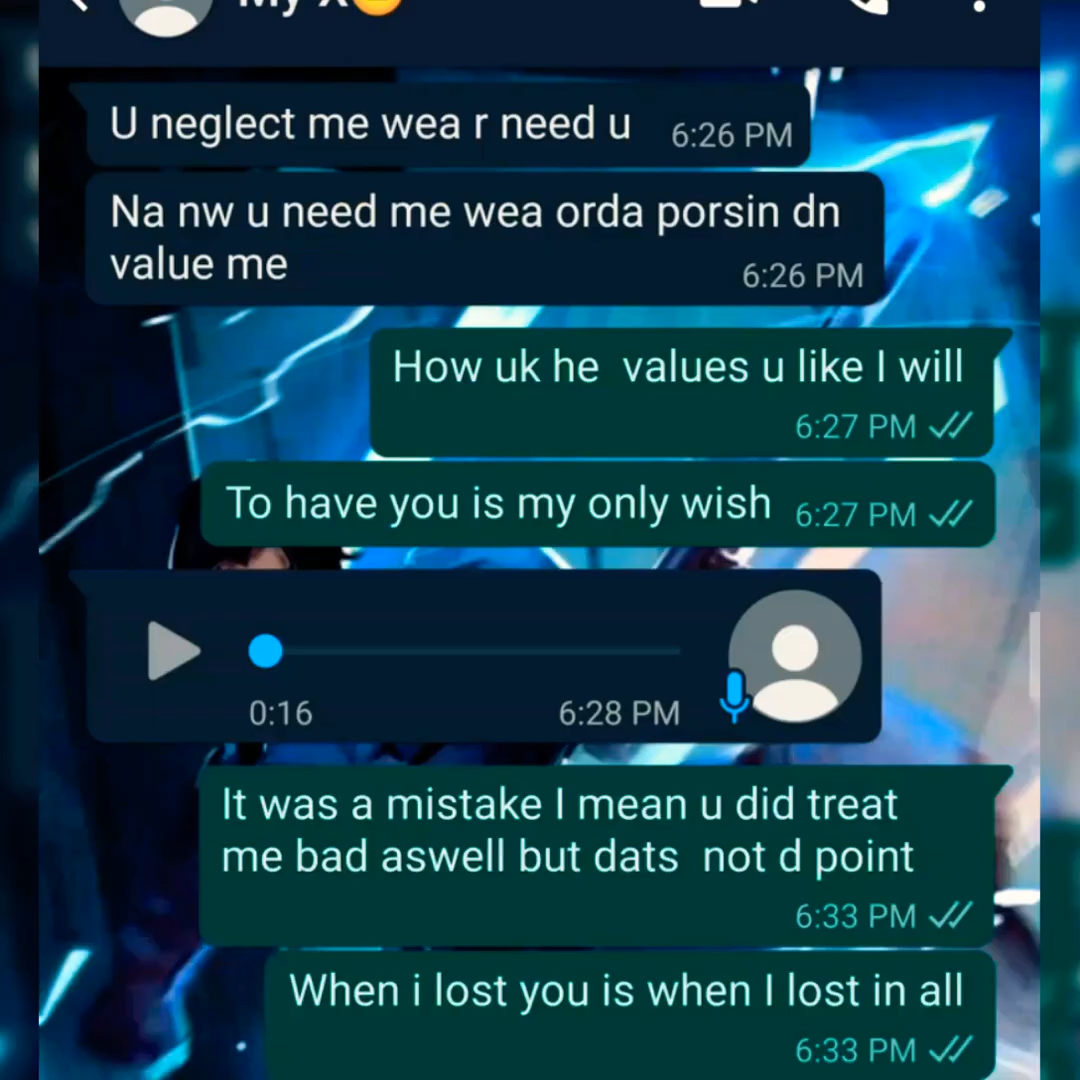 My X
U neglect me wea r need u 6:26 PM
Na nw u need me wea orda porsin dn
value me 6:26 PM
How uk he values u like I will
6:27 PM
To have you is my only wish 6:27 PM
0:16 6:28 PM
It was a mistake I mean u did treat
me bad aswell but dats not d point
6:33 PM
When i lost you is when I lost in all
6:33 PM